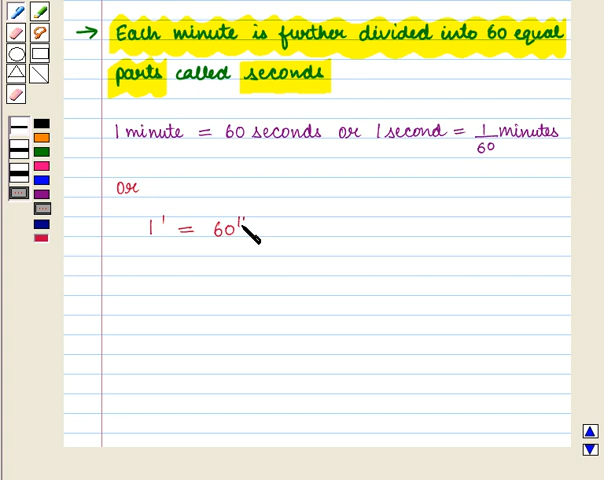 → Each minute is further divided into 60 equal
parts called seconds
1 minute = 60 seconds or 1 second = 1/60 minutes
or
1' = 60"